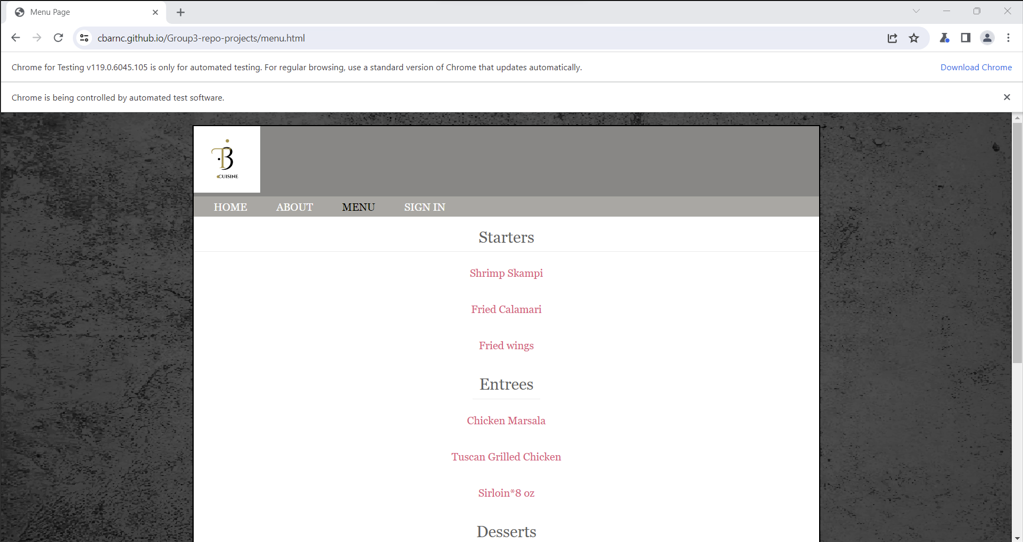 Menu Page
cbarnc.github.io/Group3-repo-projects/menu.html
Chrome for Testing v119.0.6045.105 is only for automated testing. For regular browsing, use a standard version of Chrome that updates automatically.
Download Chrome
Chrome is being controlled by automated test software.
CUISINE
HOME ABOUT MENU SIGN IN
Starters
Shrimp Skampi
Fried Calamari
Fried wings
Entrees
Chicken Marsala
Tuscan Grilled Chicken
Sirloin*8 oz
Desserts